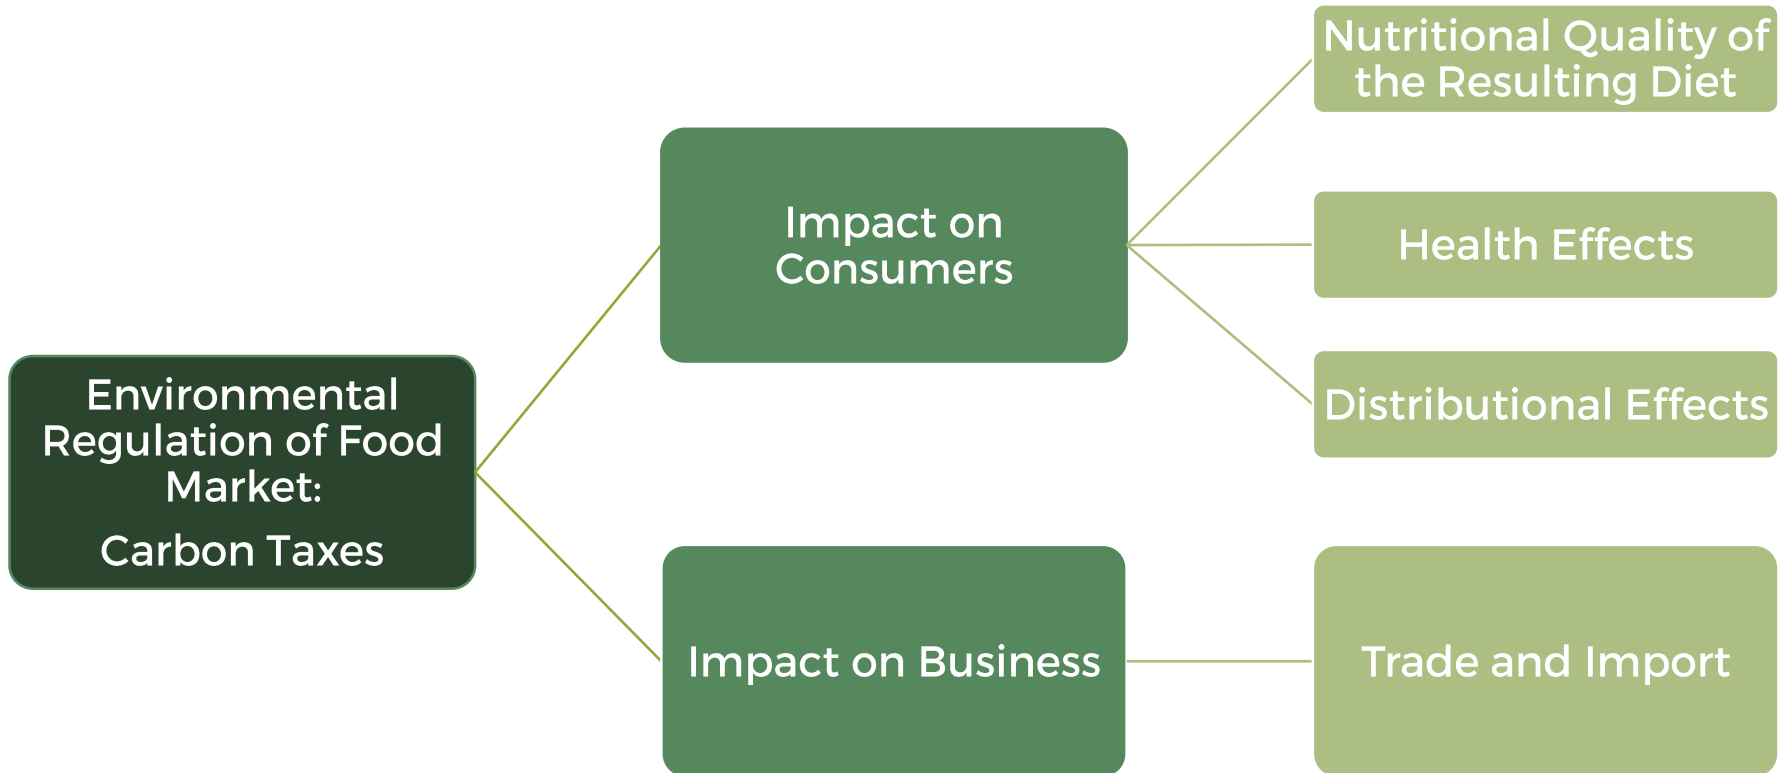 Environmental
Regulation of Food
Market:
Carbon Taxes
Impact on
Consumers
Nutritional Quality of
the Resulting Diet
Health Effects
Distributional Effects
Impact on Business
Trade and Import